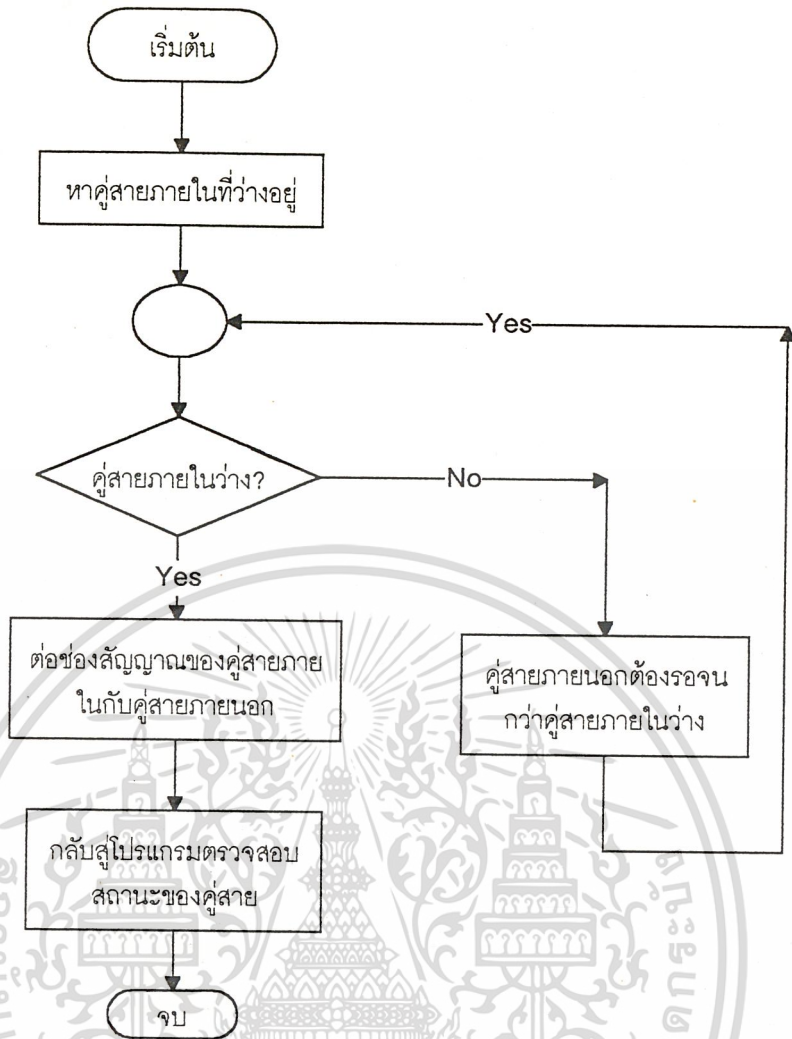 เริ่มต้น
หาคู่สายภายในที่ว่างอยู่
Yes
คู่สายภายในว่าง?
No
Yes
ต่อช่องสัญญาณของคู่สายภาย
ในกับคู่สายภายนอก
คู่สายภายนอกต้องรอจน
กว่าคู่สายภายในว่าง
กลับสู่โปรแกรมตรวจสอบ
สถานะของคู่สาย
จบ